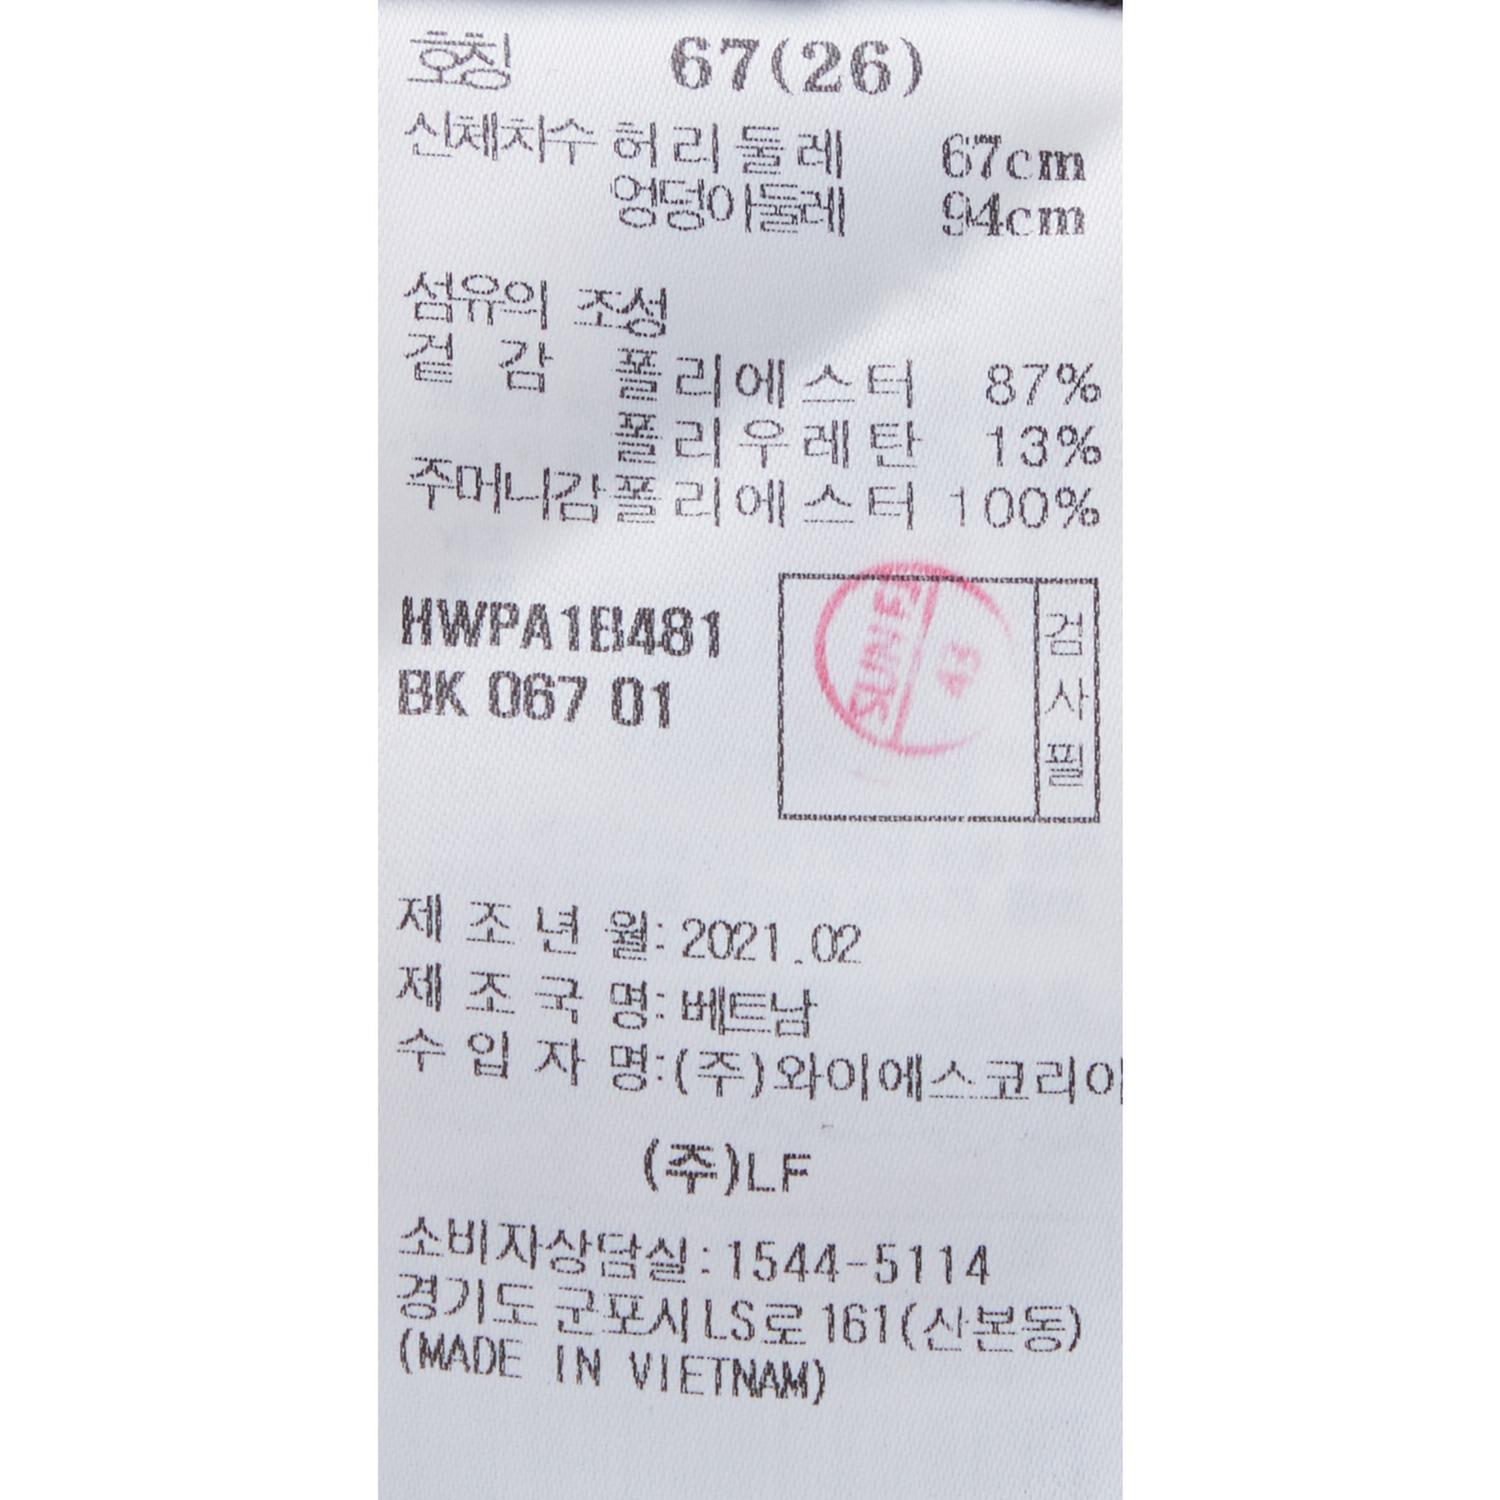 호칭 67(26)
신체치수 허리둘레 67cm
엉덩이둘레 94cm
섬유의 조성
겉 감 폴리에스터 87%
폴리우레탄 13%
주머니감 폴리에스터 100%
HWPA1B481
BK 067 01
검사필
43
제조년월: 2021.02
제조국명: 베트남
수입자명:(주)와이에스코리아
(주)LF
소비자상담실:1544-5114
경기도 군포시 LS로 161(산본동)
(MADE IN VIETNAM)